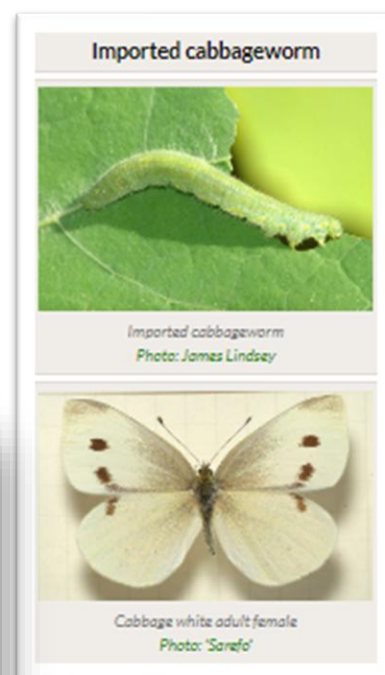 Imported cabbageworm
Imported cabbageworm
Photo: James Lindsey
Cabbage white adult female
Photo: 'Sarefo'